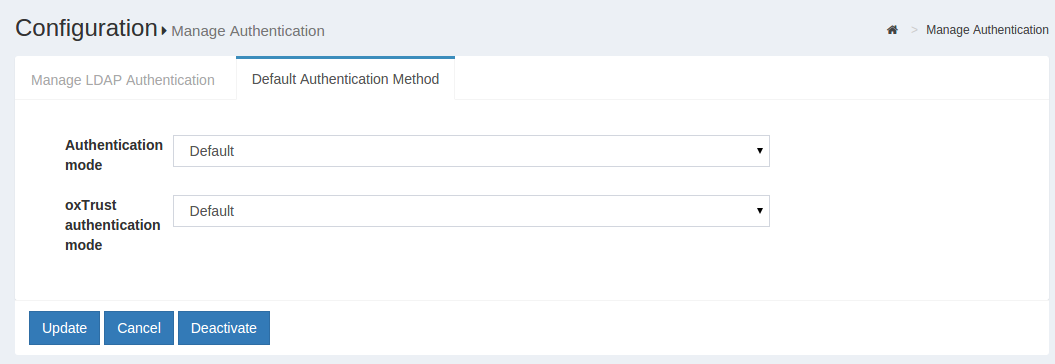 Configuration Manage Authentication
> Manage Authentication
Manage LDAP Authentication Default Authentication Method
Authentication
mode
Default
oxTrust
authentication
mode
Default
Update Cancel Deactivate